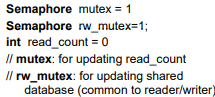 Semaphore mutex = 1
Semaphore rw_mutex=1;
int read_count = 0
// mutex: for updating read_count
// rw_mutex: for updating shared
database (common to reader/writer)